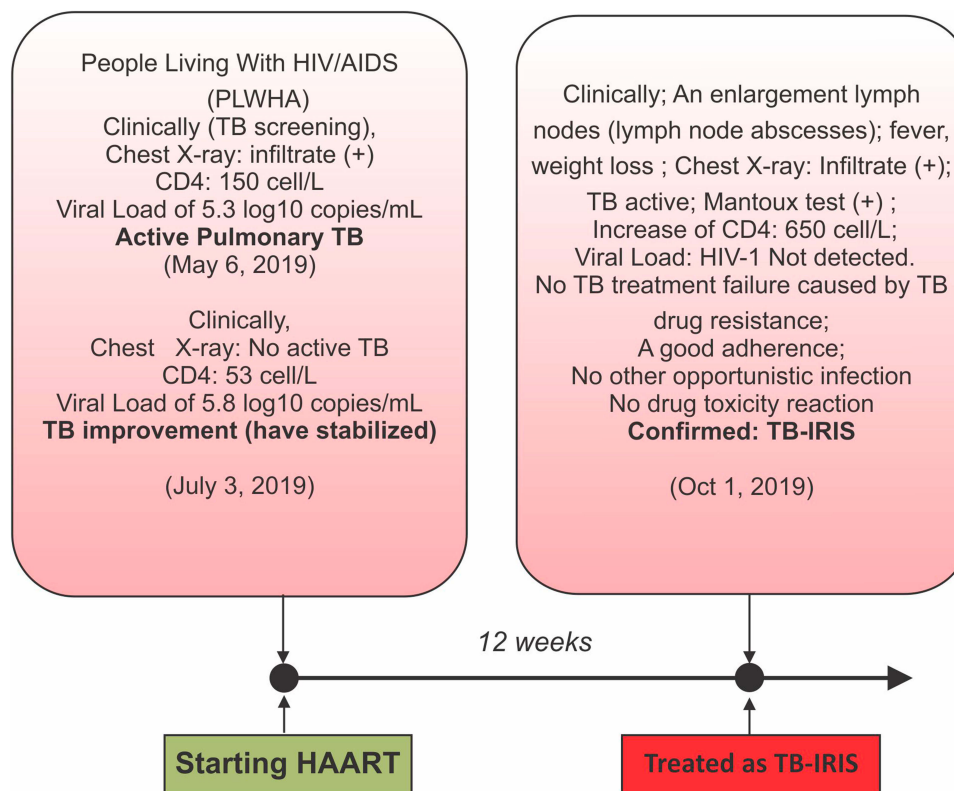 People Living With HIV/AIDS
(PLWHA)
Clinically (TB screening),
Chest X-ray: infiltrate (+)
CD4: 150 cell/L
Viral Load of 5.3 log10 copies/mL
Active Pulmonary TB
(May 6, 2019)
Clinically,
Chest X-ray: No active TB
CD4: 53 cell/L
Viral Load of 5.8 log10 copies/mL
TB improvement (have stabilized)
(July 3, 2019)
Clinically; An enlargement lymph
nodes (lymph node abscesses); fever,
weight loss ; Chest X-ray: Infiltrate (+);
TB active; Mantoux test (+) ;
Increase of CD4: 650 cell/L;
Viral Load: HIV-1 Not detected.
No TB treatment failure caused by TB
drug resistance;
A good adherence;
No other opportunistic infection
No drug toxicity reaction
Confirmed: TB-IRIS
(Oct 1, 2019)
12 weeks
Starting HAART
Treated as TB-IRIS